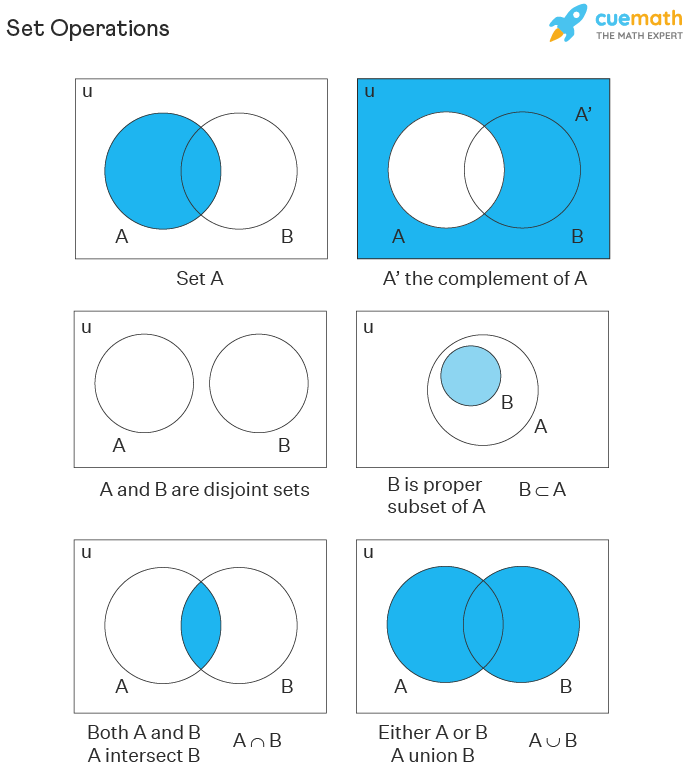 Set Operations
cuemath
THE MATH EXPERT
u
A
B
Set A
u
A’
A
B
A’ the complement of A
u
A
B
A and B are disjoint sets
u
B
A
B is proper
subset of A
B ⊂ A
u
A
B
Both A and B
A intersect B
A ∩ B
u
A
B
Either A or B
A union B
A ∪ B